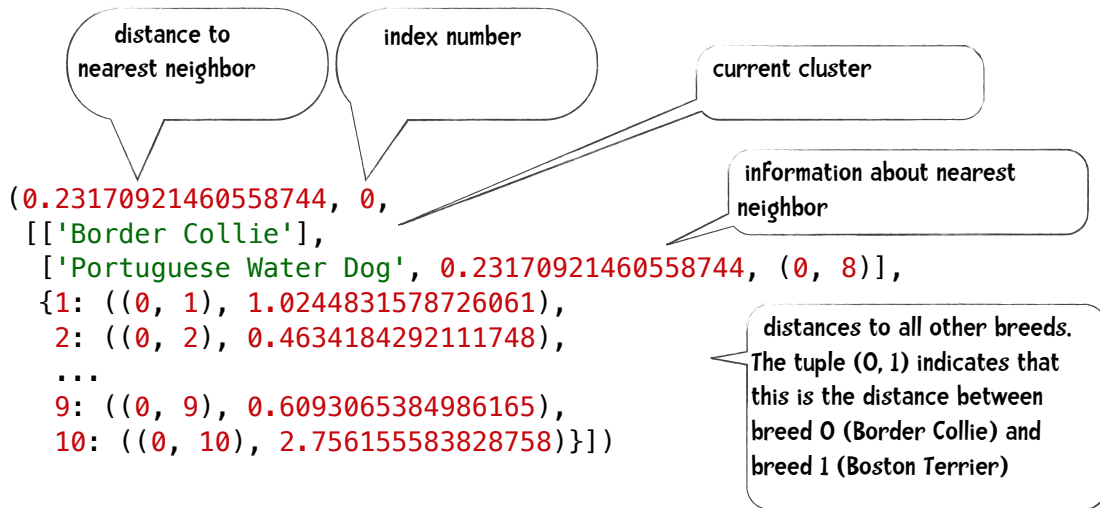 distance to
nearest neighbor
index number
current cluster
information about nearest
neighbor
(0.23170921460558744, 0,
[['Border Collie'],
['Portuguese Water Dog', 0.23170921460558744, (0, 8)],
{1: ((0, 1), 1.0244831578726061),
2: ((0, 2), 0.4634184292111748),
...
9: ((0, 9), 0.6093065384986165),
10: ((0, 10), 2.756155583828758)}])
distances to all other breeds.
The tuple (0, 1) indicates that
this is the distance between
breed 0 (Border Collie) and
breed 1 (Boston Terrier)